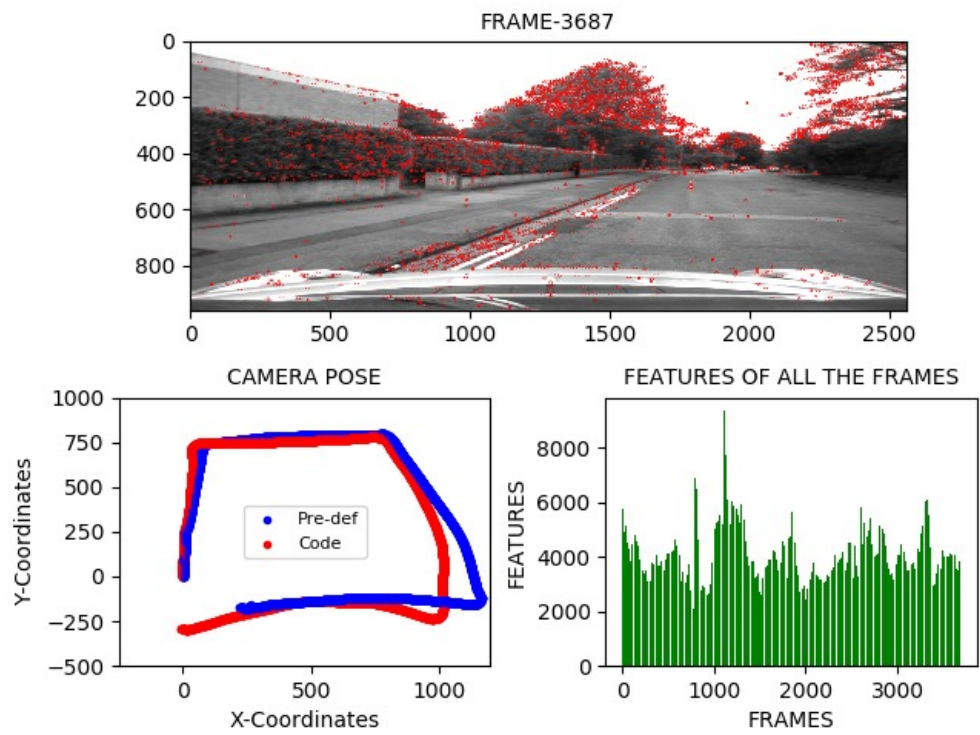 FRAME-3687
0
200
400
600
800
0 500 1000 1500 2000 2500
CAMERA POSE
1000
750
500
250
0
−250
−500
Y-Coordinates
Pre-def
Code
0 500 1000
X-Coordinates
FEATURES OF ALL THE FRAMES
8000
6000
4000
2000
0
FEATURES
0 1000 2000 3000
FRAMES